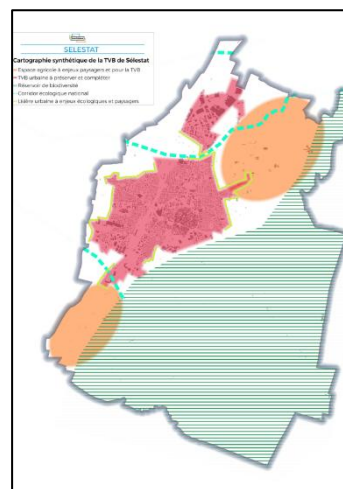 SELESTAT
Cartographie synthétique de la TVB de Sélestat
Espace agricole à enjeux paysagers et pour la TVB
TVB urbaine à préserver et compléter
Réservoir de biodiversité
Corridor écologique national
Lisière urbaine à enjeux écologiques et paysagers